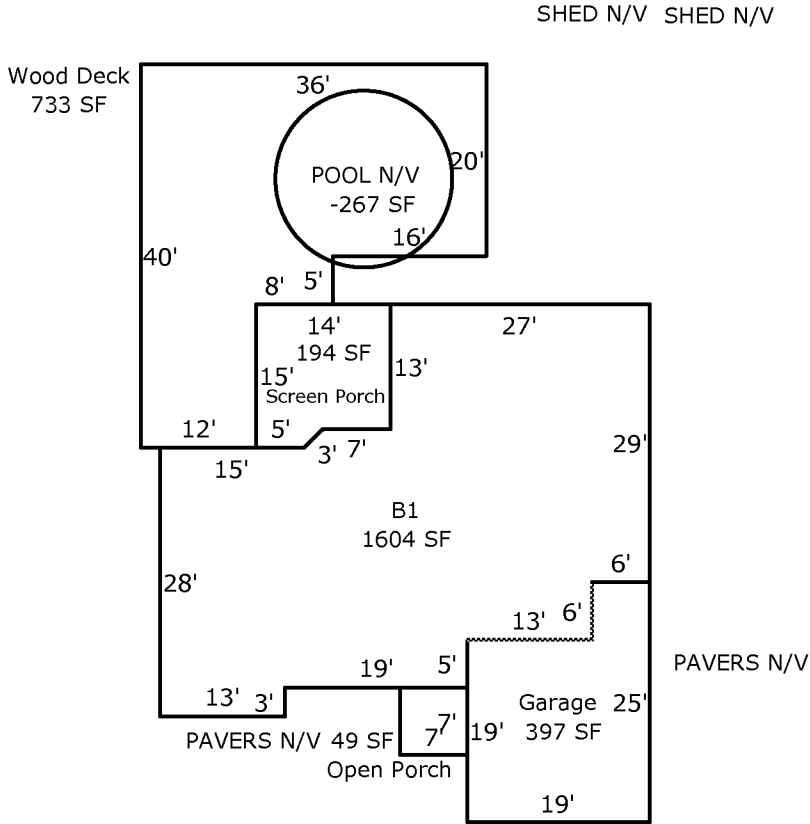 SHED N/V SHED N/V
Wood Deck
733 SF
36'
20'
POOL N/V
-267 SF
16'
40'
8' 5'
14' 27'
194 SF
13'
15'
Screen Porch
12' 5'
15' 3' 7'
29'
B1
1604 SF
6'
28'
13' 6'
19' 5'
PAVERS N/V
13' 3'
Garage 25'
7' 19' 397 SF
PAVERS N/V 49 SF 7'
Open Porch
19'